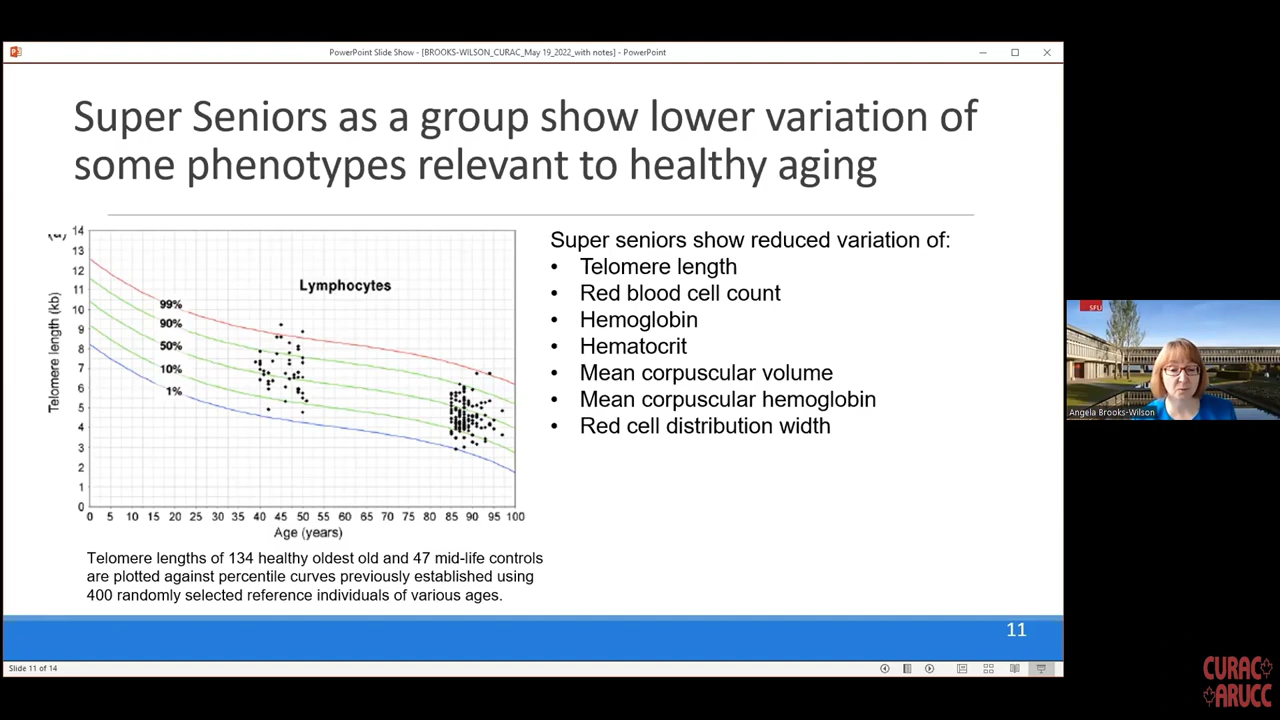 PowerPoint Slide Show - [BROOKS-WILSON_CURAC_May 19_2022_with notes] - PowerPoint
Super Seniors as a group show lower variation of
some phenotypes relevant to healthy aging
Lymphocytes
Telomere length (kb)
14
13
12
11
10
9
8
7
6
5
4
3
2
1
0
99%
90%
50%
10%
1%
0 5 10 15 20 25 30 35 40 45 50 55 60 65 70 75 80 85 90 95 100
Age (years)
Telomere lengths of 134 healthy oldest old and 47 mid-life controls
are plotted against percentile curves previously established using
400 randomly selected reference individuals of various ages.
Super seniors show reduced variation of:
• Telomere length
• Red blood cell count
• Hemoglobin
• Hematocrit
• Mean corpuscular volume
• Mean corpuscular hemoglobin
• Red cell distribution width
11
Slide 11 of 14
SFU
Angela Brooks-Wilson
CURAC
ARUCC